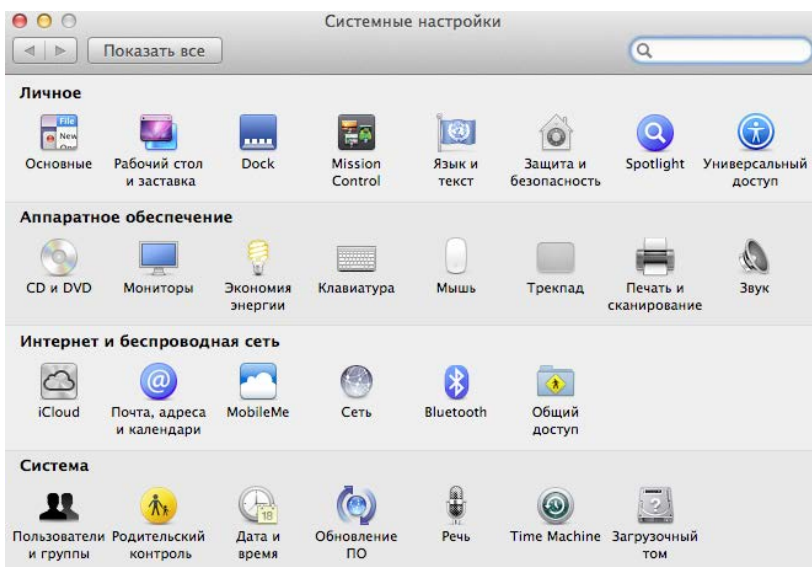 Системные настройки
Показать все
Личное
File
New
Основные
Рабочий стол
и заставка
Dock
Mission
Control
Язык и
текст
Защита и
безопасность
Spotlight
Универсальный
доступ
Аппаратное обеспечение
CD и DVD
Мониторы
Экономия
энергии
Клавиатура
Мышь
Трекпад
Печать и
сканирование
Звук
Интернет и беспроводная сеть
iCloud
Почта, адреса
и календари
MobileMe
Сеть
Bluetooth
Общий
доступ
Система
Пользователи
и группы
Родительский
контроль
18
Дата и
время
Обновление
ПО
Речь
Time Machine
?
Загрузочный
том